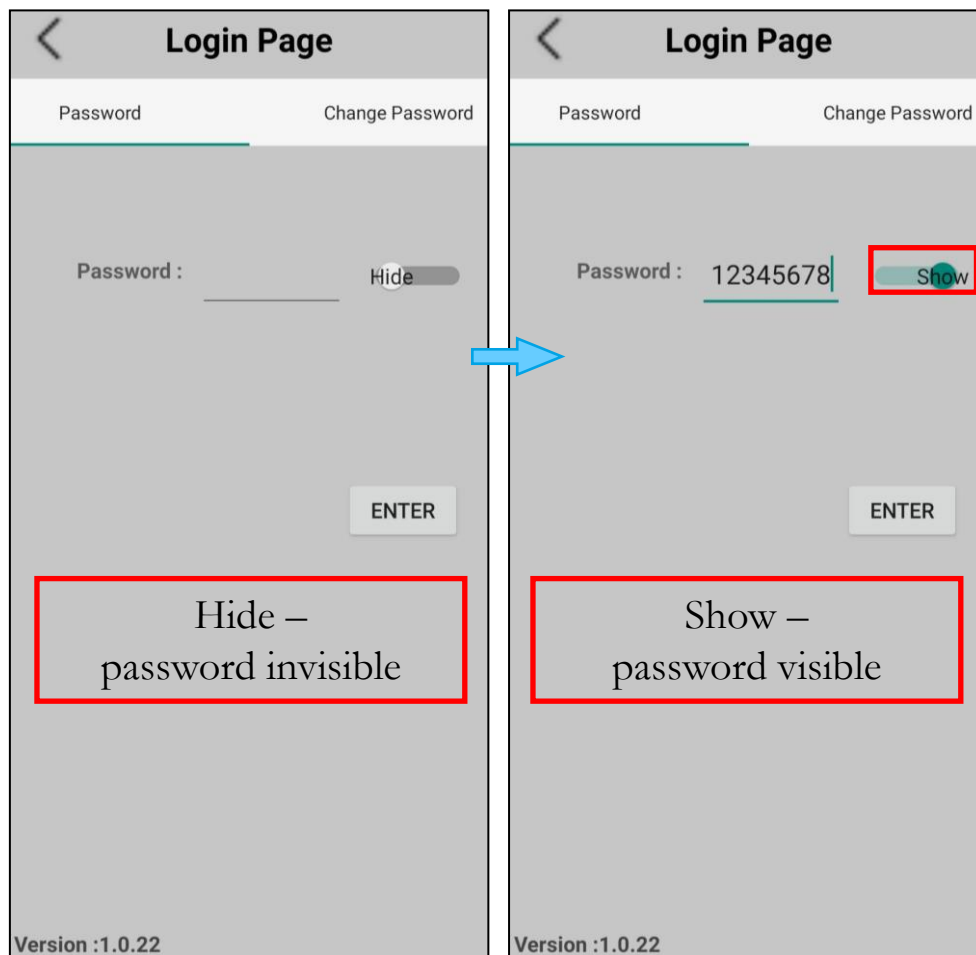 Login Page
Password Change Password
Password :
Hide
ENTER
Hide –
password invisible
Version :1.0.22
Login Page
Password Change Password
Password : 12345678
Show
ENTER
Show –
password visible
Version :1.0.22